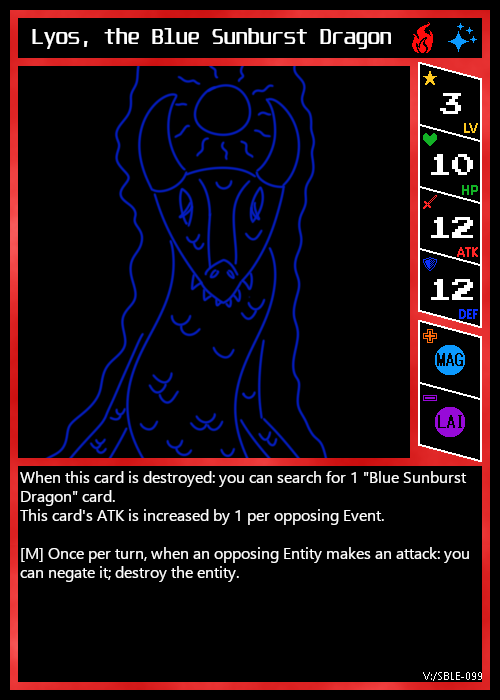 Lyos, the Blue Sunburst Dragon
3
LV
10
HP
12
ATK
12
DEF
MAG
LAI
When this card is destroyed: you can search for 1 "Blue Sunburst
Dragon" card.
This card's ATK is increased by 1 per opposing Event.
[M] Once per turn, when an opposing Entity makes an attack: you
can negate it; destroy the entity.
V:/SBLE-099